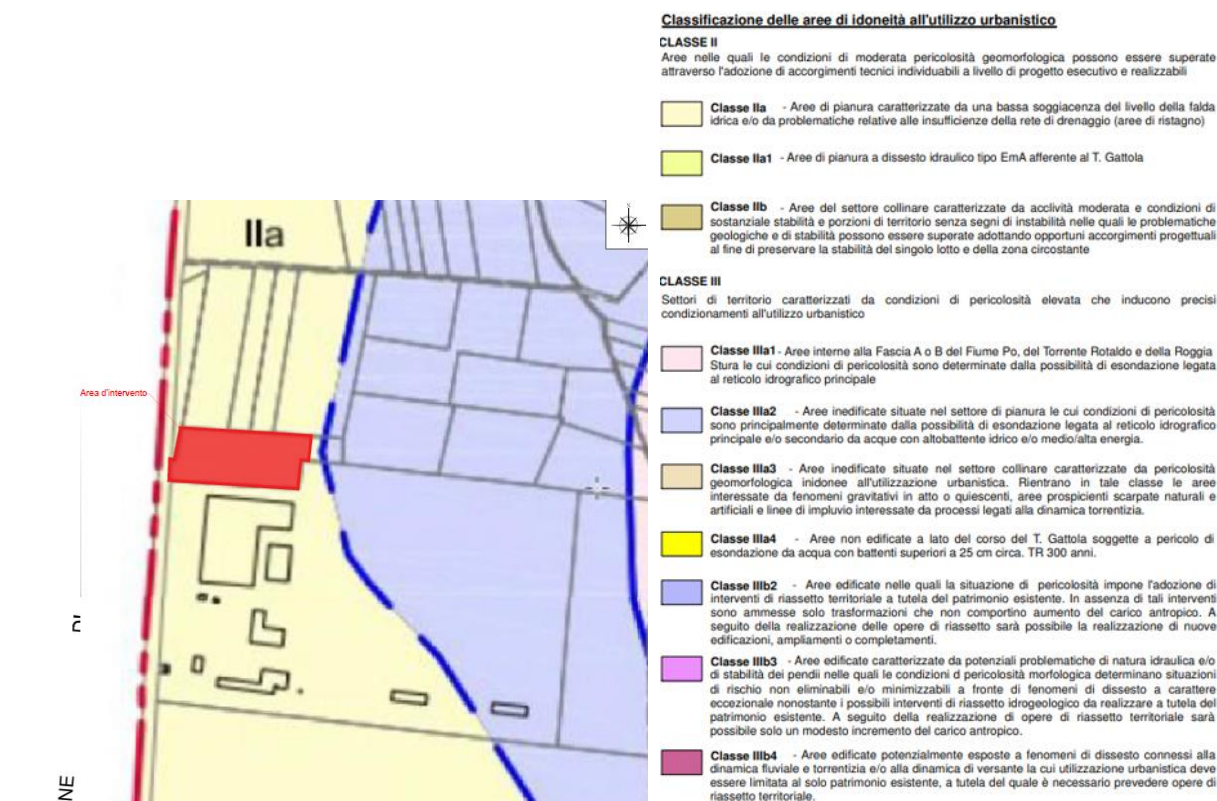 Classificazione delle aree di idoneità all'utilizzo urbanistico
CLASSE II
Aree nelle quali le condizioni di moderata pericolosità geomorfologica possono essere superate
attraverso l'adozione di accorgimenti tecnici individuabili a livello di progetto esecutivo e realizzabili
Classe IIa - Aree di pianura caratterizzate da una bassa soggiacenza del livello della falda
idrica e/o da problematiche relative alle insufficienze della rete di drenaggio (aree di ristagno)
Classe IIa1 - Aree di pianura a dissesto idraulico tipo EmA afferente al T. Gattola
Classe IIb - Aree del settore collinare caratterizzate da acclività moderata e condizioni di
sostanziale stabilità e porzioni di territorio senza segni di instabilità nelle quali le problematiche
geologiche e di stabilità possono essere superate adottando opportuni accorgimenti progettuali
al fine di preservare la stabilità del singolo lotto e della zona circostante
CLASSE III
Settori di territorio caratterizzati da condizioni di pericolosità elevata che inducono precisi
condizionamenti all'utilizzo urbanistico
Classe IIIa1 - Aree interne alla Fascia A o B del Fiume Po, del Torrente Rotaldo e della Roggia
Stura le cui condizioni di pericolosità sono determinate dalla possibilità di esondazione legata
al reticolo idrografico principale
Classe IIIa2 - Aree inedificate situate nel settore di pianura le cui condizioni di pericolosità
sono principalmente determinate dalla possibilità di esondazione legata al reticolo idrografico
principale e/o secondario da acque con altobattente idrico e/o medio/alta energia.
Classe IIIa3 - Aree inedificate situate nel settore collinare caratterizzate da pericolosità
geomorfologica inidonee all'utilizzazione urbanistica. Rientrano in tale classe le aree
interessate da fenomeni gravitativi in atto o quiescenti, aree prospicienti scarpate naturali e
artificiali e linee di impluvio interessate da processi legati alla dinamica torrentizia.
Classe IIIa4 - Aree non edificate a lato del corso del T. Gattola soggette a pericolo di
esondazione da acqua con battenti superiori a 25 cm circa. TR 300 anni.
Classe IIIb2 - Aree edificate nelle quali la situazione di pericolosità impone l'adozione di
interventi di riassetto territoriale a tutela del patrimonio esistente. In assenza di tali interventi
sono ammesse solo trasformazioni che non comportino aumento del carico antropico. A
seguito della realizzazione delle opere di riassetto sarà possibile la realizzazione di nuove
edificazioni, ampliamenti o completamenti.
Classe IIIb3 - Aree edificate caratterizzate da potenziali problematiche di natura idraulica e/o
di stabilità dei pendii nelle quali le condizioni d pericolosità morfologica determinano situazioni
di rischio non eliminabili e/o minimizzabili a fronte di fenomeni di dissesto a carattere
eccezionale nonostante i possibili interventi di riassetto idrogeologico da realizzare a tutela del
patrimonio esistente. A seguito della realizzazione di opere di riassetto territoriale sarà
possibile solo un modesto incremento del carico antropico.
Classe IIIb4 - Aree edificate potenzialmente esposte a fenomeni di dissesto connessi alla
dinamica fluviale e torrentizia e/o alla dinamica di versante la cui utilizzazione urbanistica deve
essere limitata al solo patrimonio esistente, a tutela del quale è necessario prevedere opere di
riassetto territoriale.
IIa
Area d'intervento
NE